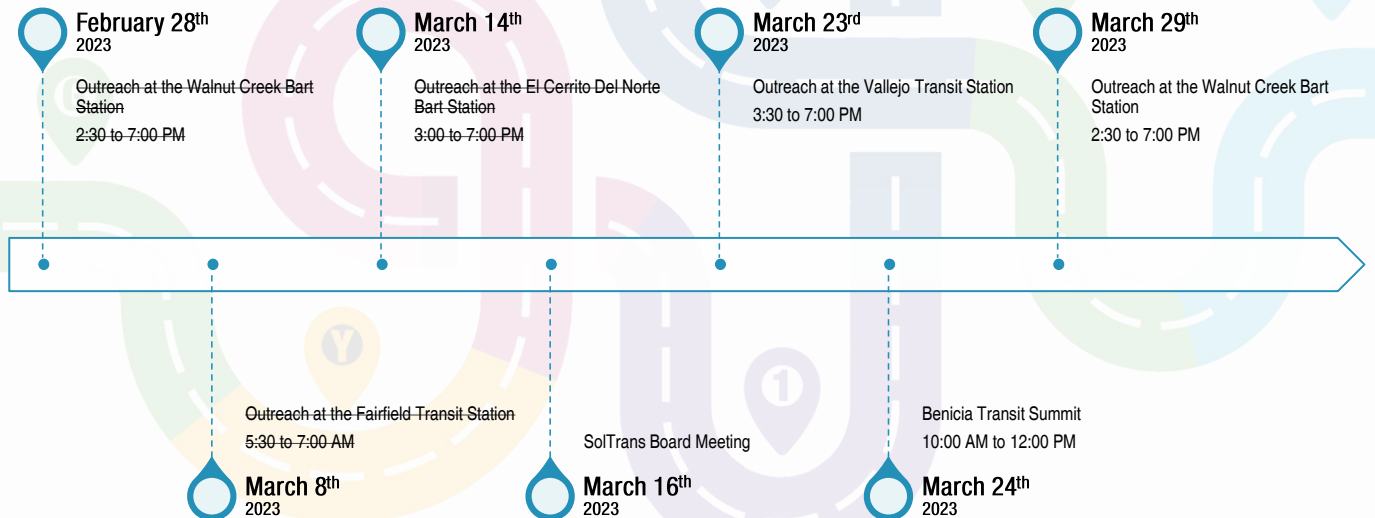 February 28th
2023
Outreach at the Walnut Creek Bart
Station
2:30 to 7:00 PM
March 14th
2023
Outreach at the El Cerrito Del Norte
Bart Station
3:00 to 7:00 PM
March 23rd
2023
Outreach at the Vallejo Transit Station
3:30 to 7:00 PM
March 29th
2023
Outreach at the Walnut Creek Bart
Station
2:30 to 7:00 PM
Y
1
Outreach at the Fairfield Transit Station
5:30 to 7:00 AM
March 8th
2023
SolTrans Board Meeting
March 16th
2023
Benicia Transit Summit
10:00 AM to 12:00 PM
March 24th
2023